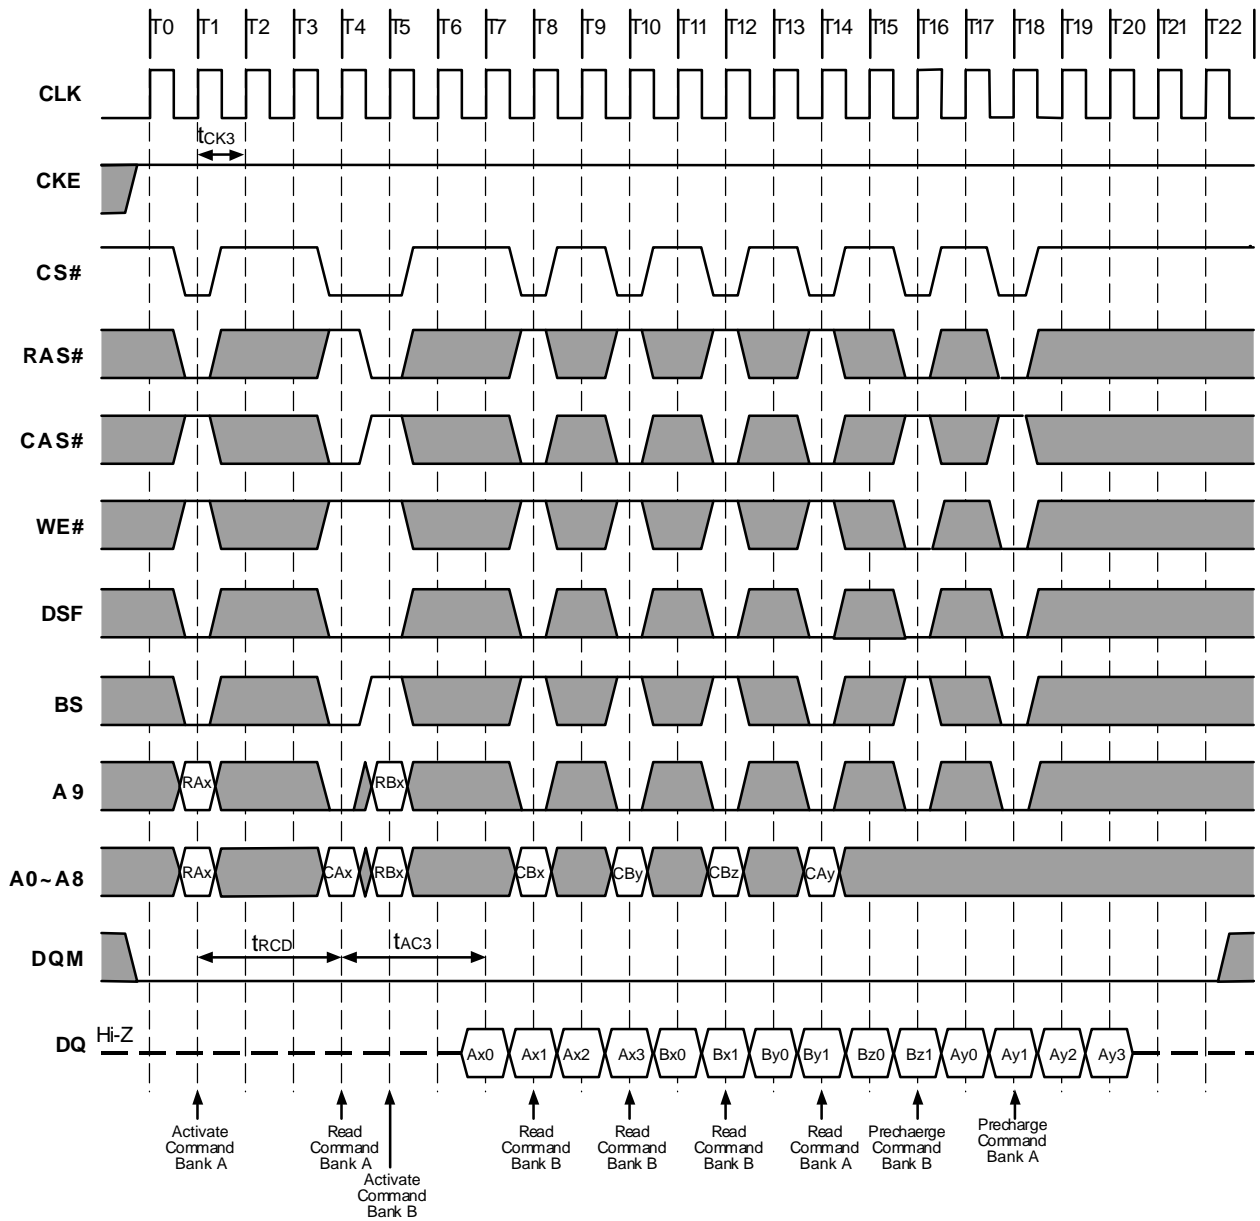 T0 T1 T2 T3 T4 T5 T6 T7 T8 T9 T10 T11 T12 T13 T14 T15 T16 T17 T18 T19 T20 T21 T22
CLK
tCK3
CKE
CS#
RAS#
CAS#
WE#
DSF
BS
A9
RAx RBx
A0~A8
RAx CAx RBx CBx CBy CBz CAy
DQM
tRCD tAC3
DQ
Hi-Z
Ax0 Ax1 Ax2 Ax3 Bx0 Bx1 By0 By1 Bz0 Bz1 Ay0 Ay1 Ay2 Ay3
Activate
Command
Bank A
Read
Command
Bank A
Activate
Command
Bank B
Read
Command
Bank B
Read
Command
Bank B
Read
Command
Bank B
Read
Command
Bank A
Prechaerge
Command
Bank B
Precharge
Command
Bank A